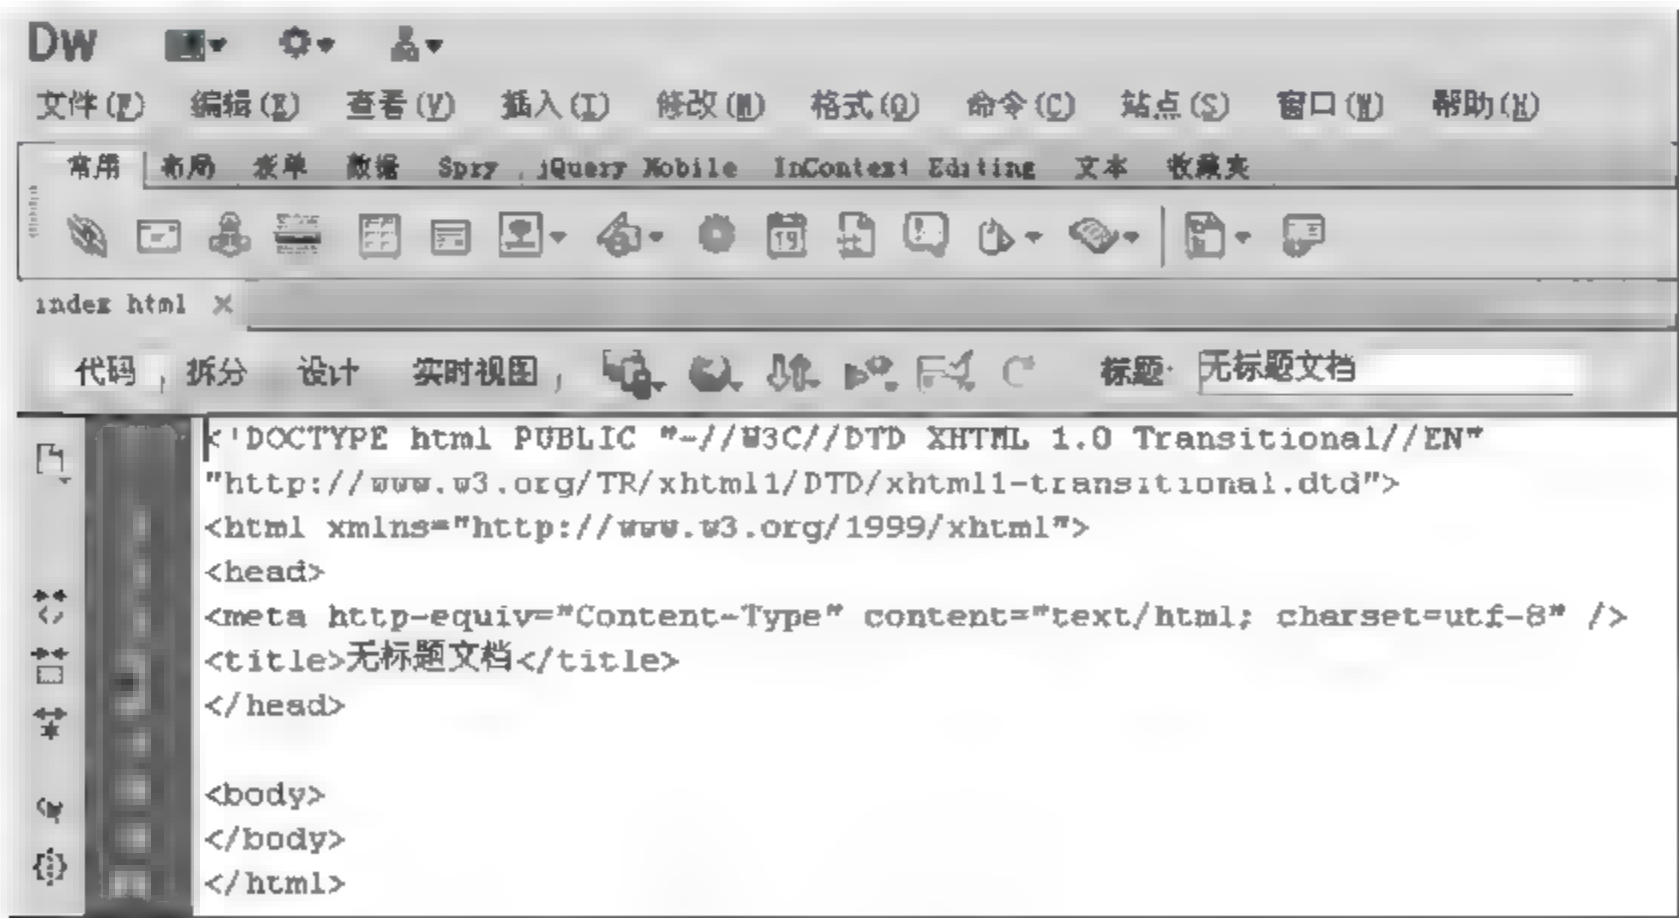 Dw
文件(F) 编辑(E) 查看(V) 插入(I) 修改(M) 格式(O) 命令(C) 站点(S) 窗口(W) 帮助(H)
常用 布局 表单 数据 Spry jQuery Mobile InContext Editing 文本 收藏夹
19
index html ×
代码 拆分 设计 实时视图 标题: 无标题文档
<!DOCTYPE html PUBLIC "-//W3C//DTD XHTML 1.0 Transitional//EN"
"http://www.w3.org/TR/xhtml1/DTD/xhtml1-transitional.dtd">
<html xmlns="http://www.w3.org/1999/xhtml">
<head>
<meta http-equiv="Content-Type" content="text/html; charset=utf-8" />
<title>无标题文档</title>
</head>
<body>
</body>
</html>